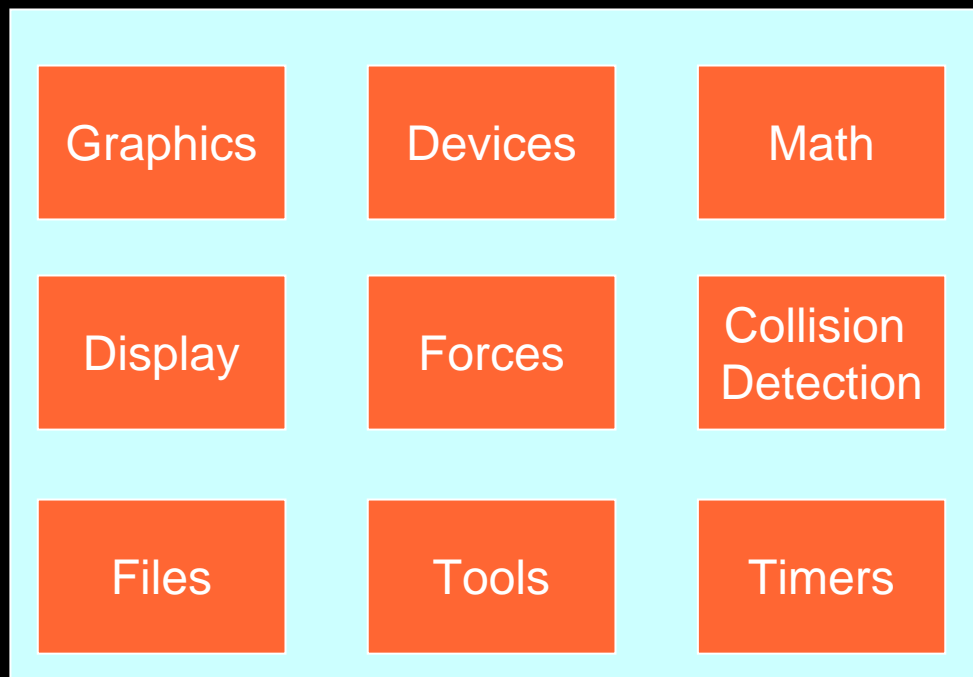 Graphics
Devices
Math
Display
Forces
Collision
Detection
Files
Tools
Timers